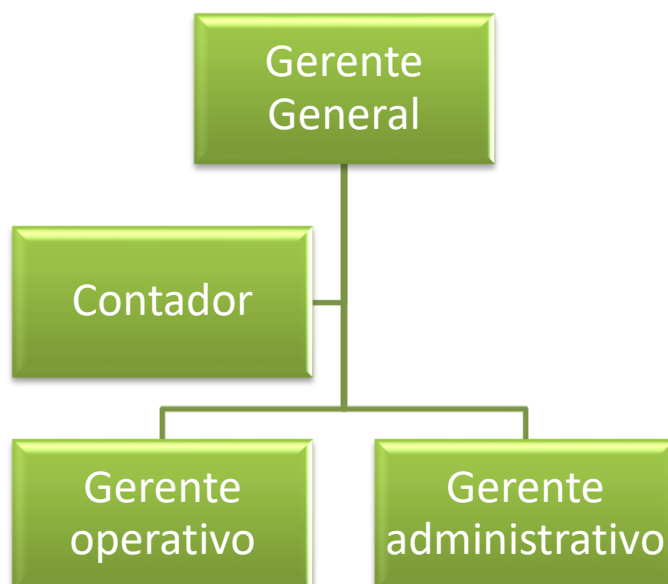 Gerente
General
Contador
Gerente
operativo
Gerente
administrativo